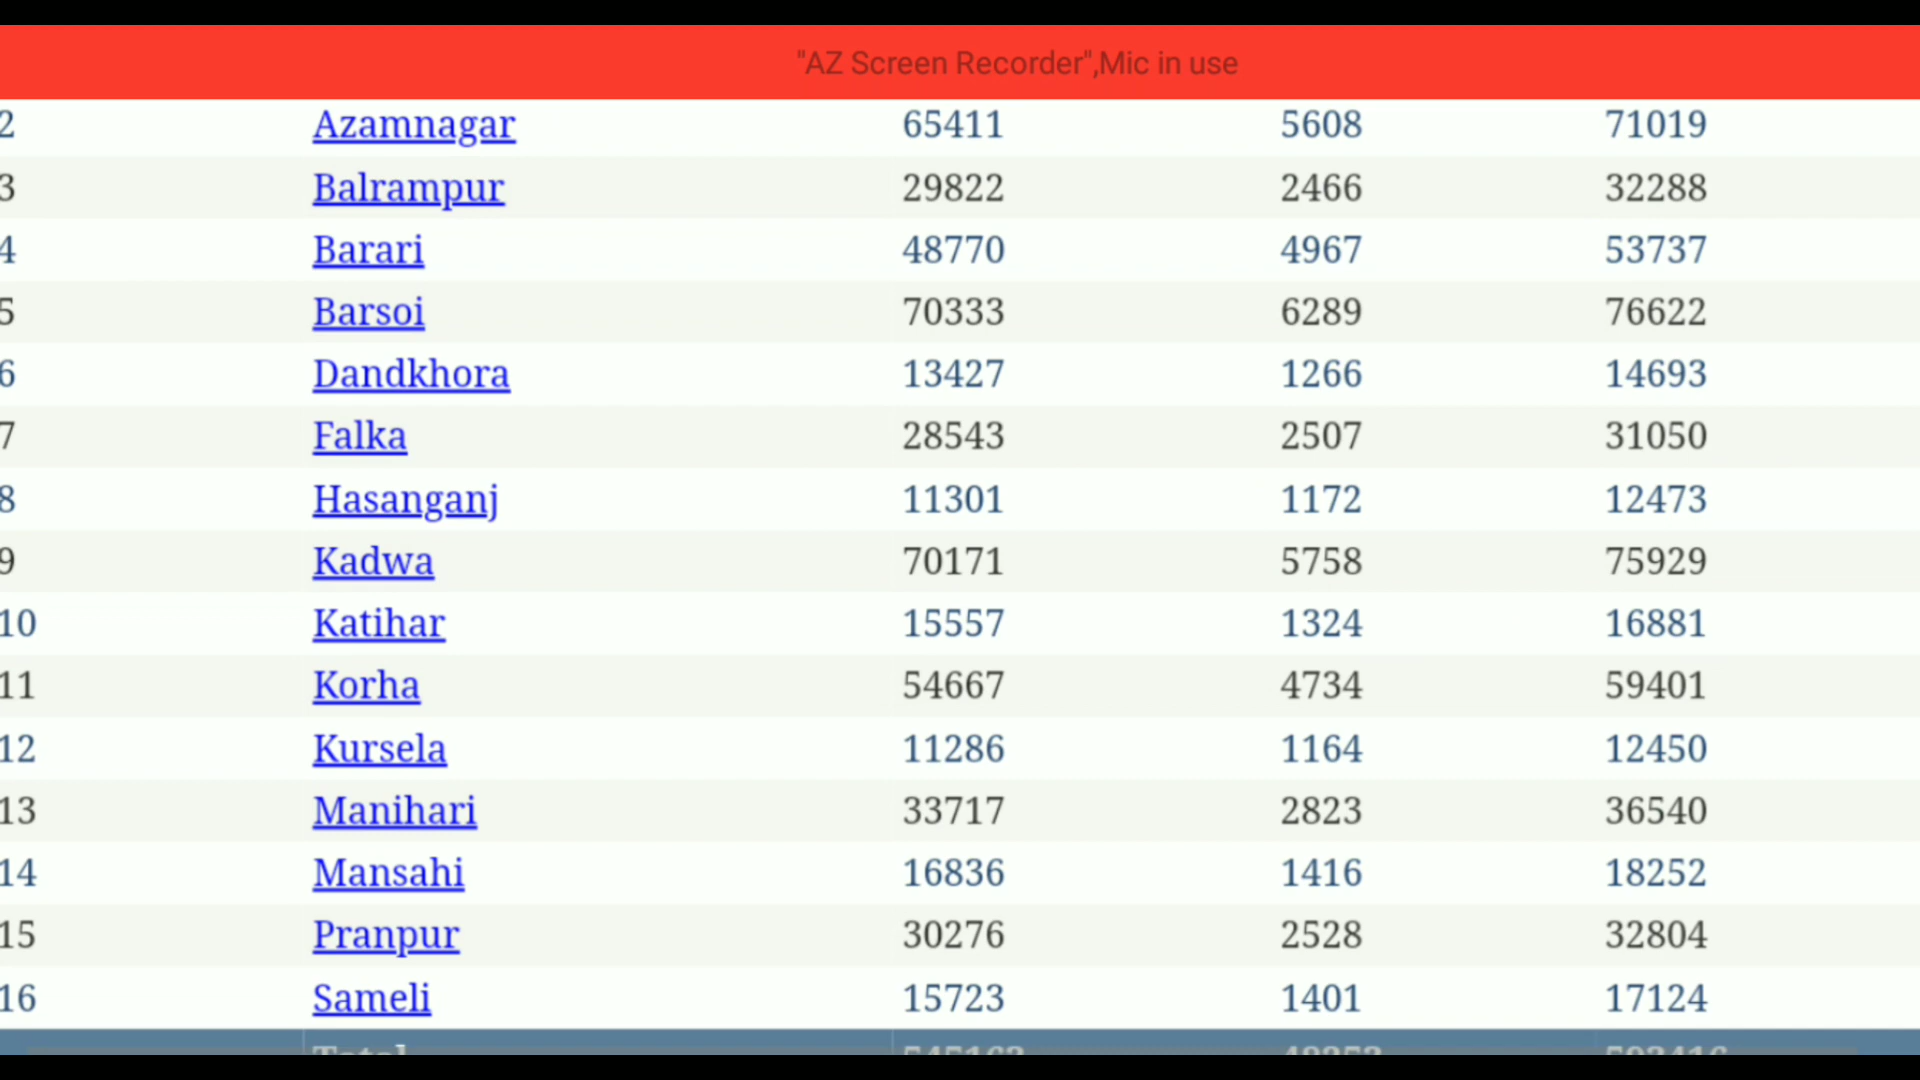 "AZ Screen Recorder",Mic in use
2 Azamnagar 65411 5608 71019
3 Balrampur 29822 2466 32288
4 Barari 48770 4967 53737
5 Barsoi 70333 6289 76622
6 Dandkhora 13427 1266 14693
7 Falka 28543 2507 31050
8 Hasanganj 11301 1172 12473
9 Kadwa 70171 5758 75929
10 Katihar 15557 1324 16881
11 Korha 54667 4734 59401
12 Kursela 11286 1164 12450
13 Manihari 33717 2823 36540
14 Mansahi 16836 1416 18252
15 Pranpur 30276 2528 32804
16 Sameli 15723 1401 17124
Total